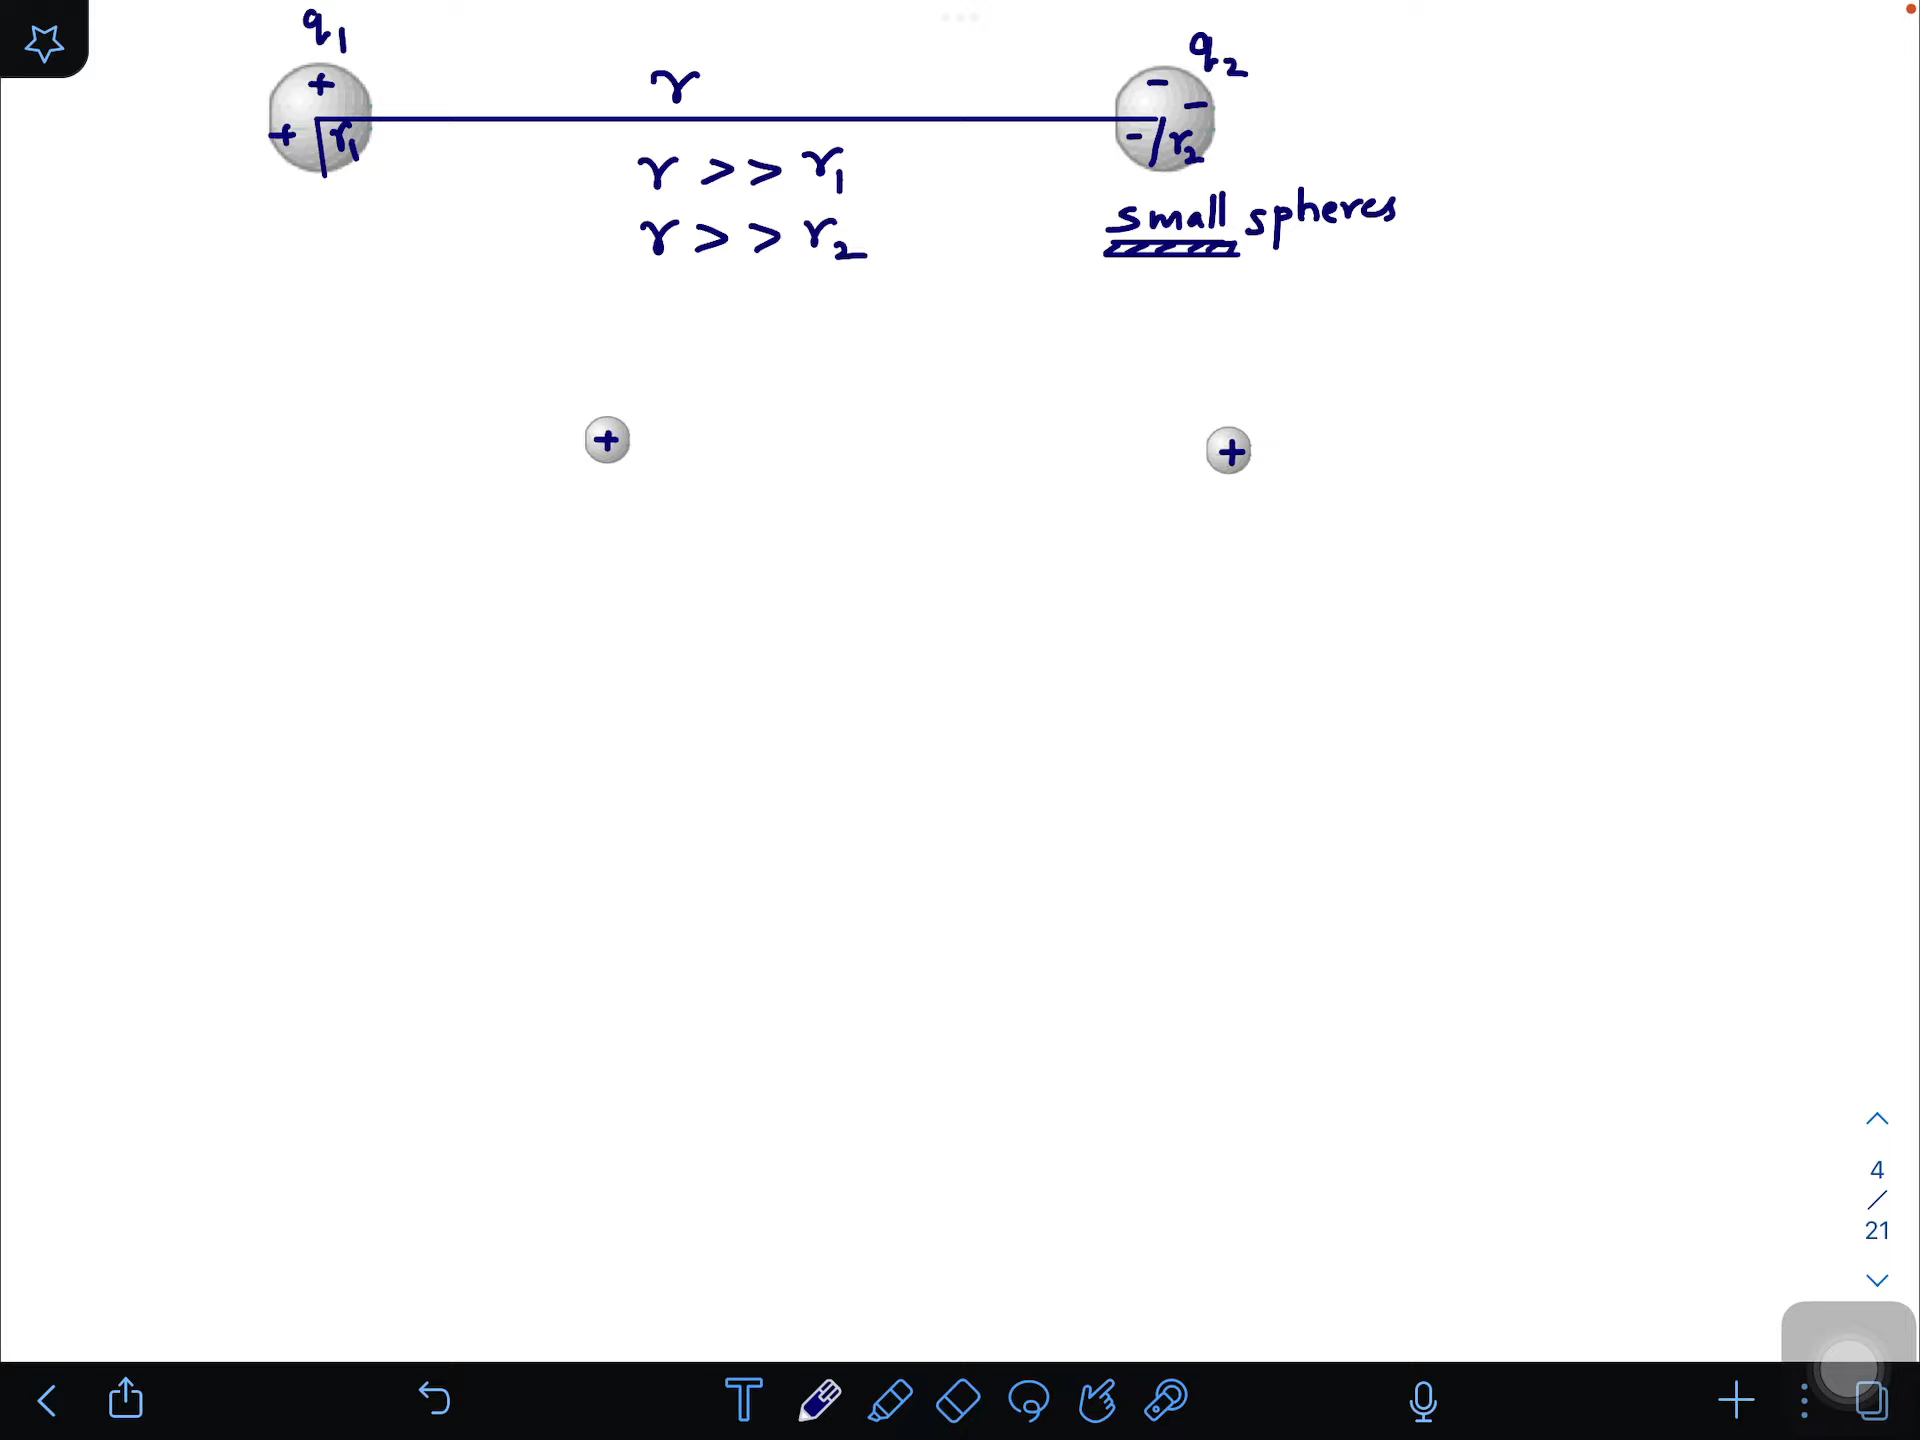 q1
q2
r
+
+
r1
-
-
-
r2
r >> r1
r >> r2
small spheres
+
+
4
/
21
T